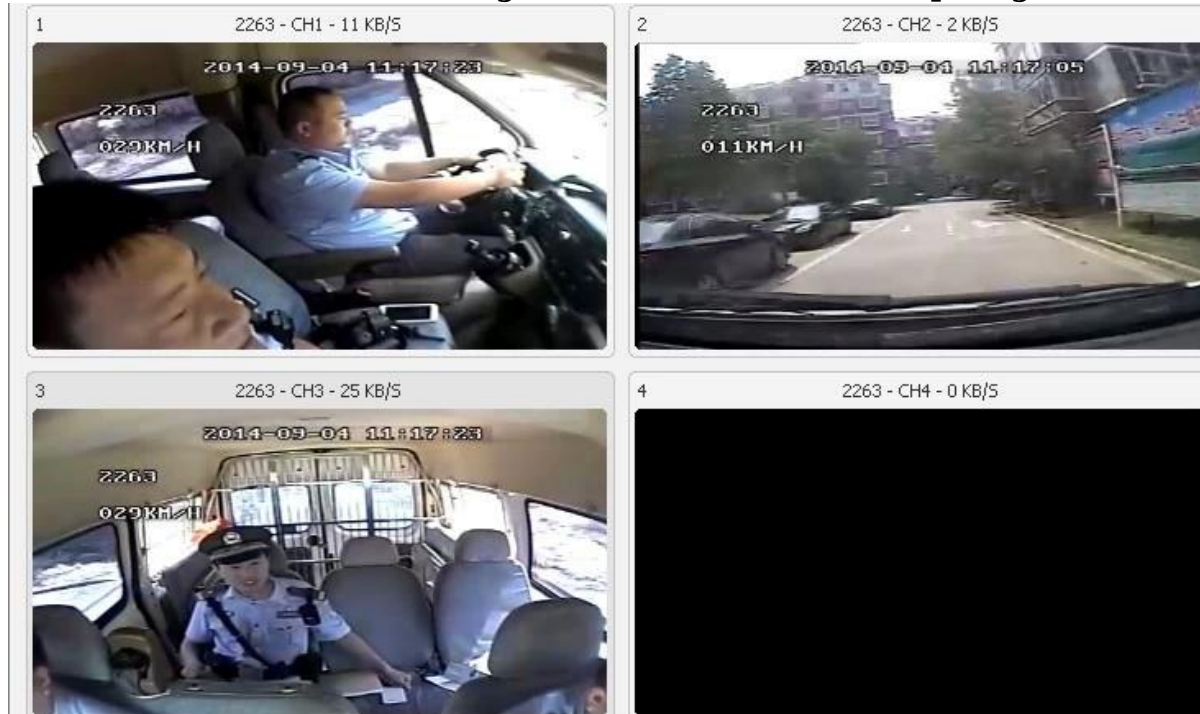 1
2263 - CH1 - 11 KB/S
2014-09-04 11:17:23
2263
029KM/H
2
2263 - CH2 - 2 KB/S
2014-09-04 11:17:05
2263
011KM/H
3
2263 - CH3 - 25 KB/S
2014-09-04 11:17:23
2263
029KM/H
4
2263 - CH4 - 0 KB/S